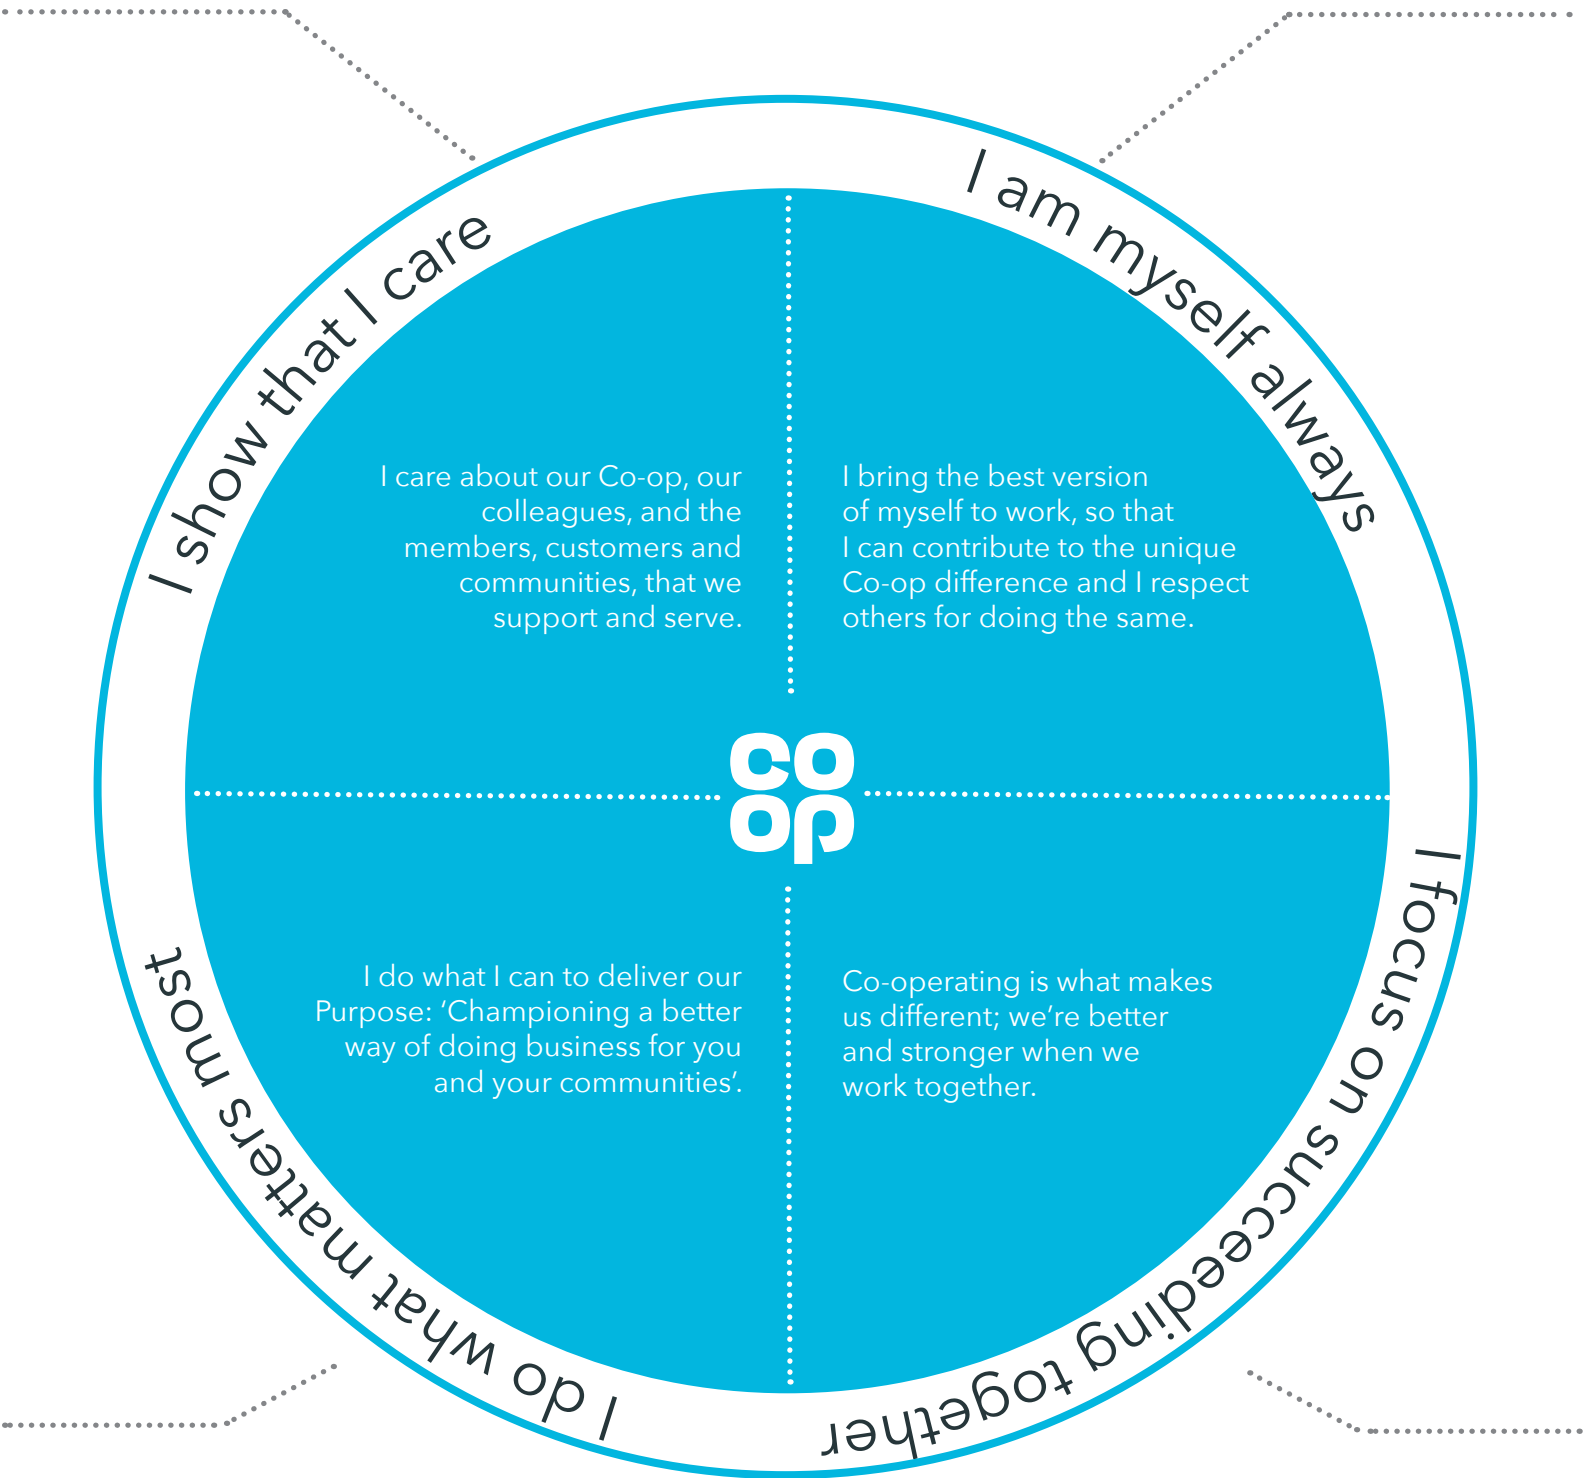 I show that I care
I am myself always
I care about our Co-op, our
colleagues, and the
members, customers and
communities, that we
support and serve.
I bring the best version
of myself to work, so that
I can contribute to the unique
Co-op difference and I respect
others for doing the same.
co
op
I do what I can to deliver our
Purpose: ‘Championing a better
way of doing business for you
and your communities’.
Co-operating is what makes
us different; we’re better
and stronger when we
work together.
I do what matters most
I focus on succeeding together